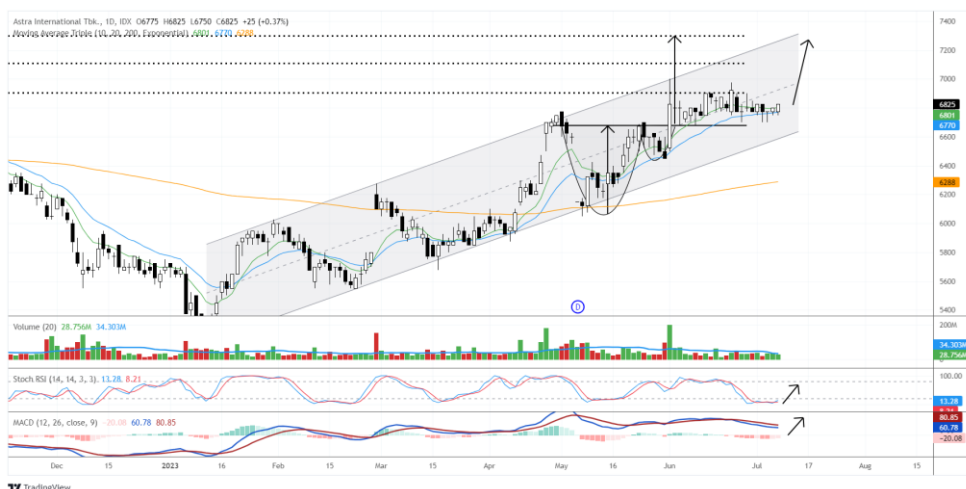 Astra International Tbk., 1D, IDX O6775 H6825 L6750 C6825 +25 (+0.37%)
Moving Average Triple (10, 20, 200, Exponential) 6801 6770 6288
7400
7200
7000
6825
6801
6770
6600
6400
6288
6200
6000
5800
5600
5400
D
Volume (20) 28.756M 34.303M
200M
34.303M
28.756M
Stoch RSI (14, 14, 3, 3) 13.28 8.21
100.00
13.28
8.21
MACD (12, 26, close, 9) -20.08 60.78 80.85
80.85
60.78
-20.08
Dec 15 2023 16 Feb 15 Mar 15 Apr May 16 Jun 15 Jul 17 Aug 15
TradingView